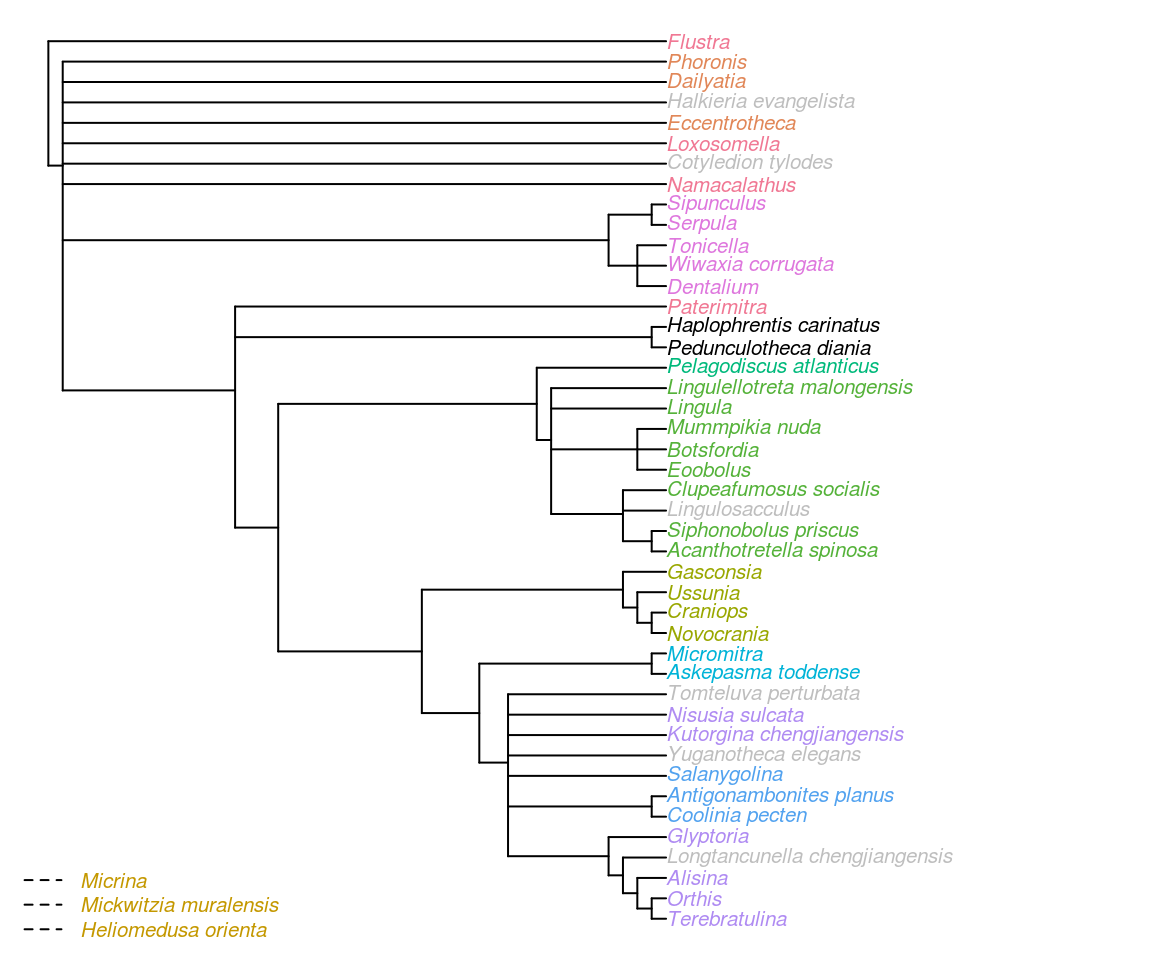 Flustra
Phoronis
Dailyatia
Halkieria evangelista
Eccentrotheca
Loxosomella
Cotyledion tylodes
Namacalathus
Sipunculus
Serpula
Tonicella
Wiwaxia corrugata
Dentalium
Paterimitra
Haplophrentis carinatus
Pedunculotheca diania
Pelagodiscus atlanticus
Lingulellotreta malongensis
Lingula
Mummpikia nuda
Botsfordia
Eoobolus
Clupeafumosus socialis
Lingulosacculus
Siphonobolus priscus
Acanthotretella spinosa
Gasconsia
Ussunia
Craniops
Novocrania
Micromitra
Askepasma toddense
Tomteluva perturbata
Nisusia sulcata
Kutorgina chengjiangensis
Yuganotheca elegans
Salanygolina
Antigonambonites planus
Coolinia pecten
Glyptoria
Longtancunella chengjiangensis
Alisina
Orthis
Terebratulina
Micrina
Mickwitzia muralensis
Heliomedusa orienta